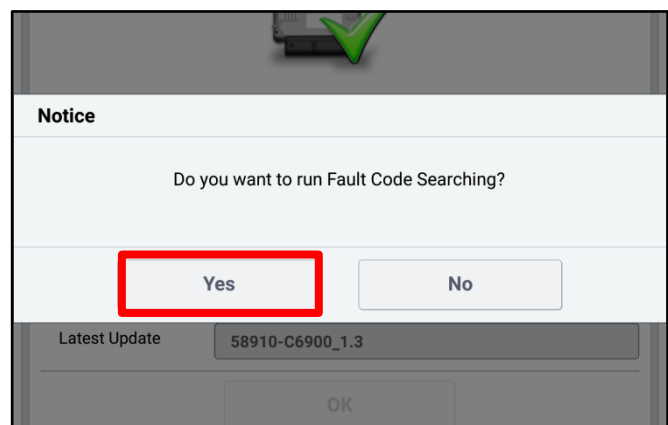 Notice
Do you want to run Fault Code Searching?
Yes
No
Latest Update
58910-C6900_1.3
OK